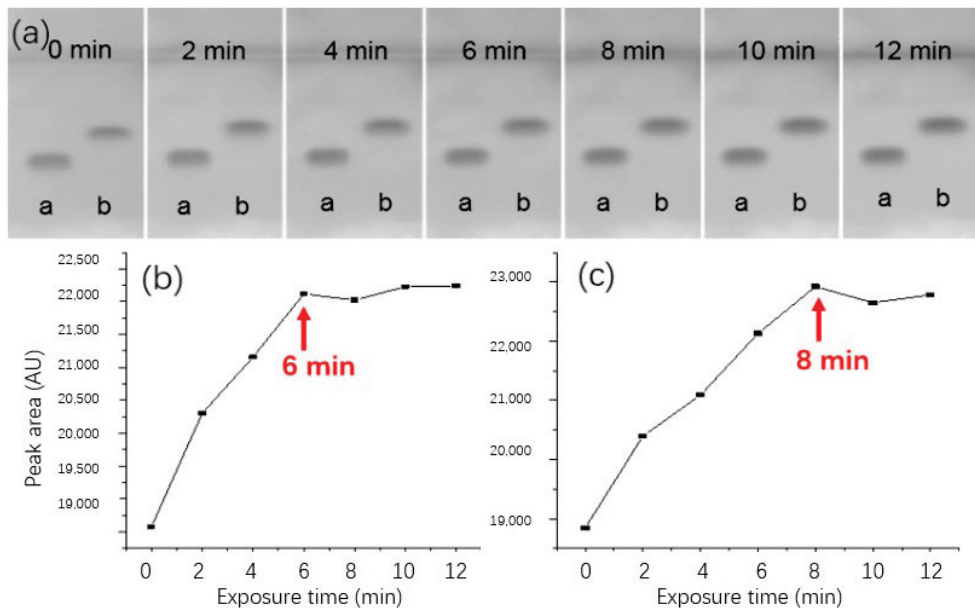 (a) 0 min 2 min 4 min 6 min 8 min 10 min 12 min
a b a b a b a b a b a b a b
(b)
Peak area (AU)
22.500
22.000
21.500
21.000
20.500
20.000
19.500
19.000
6 min
0 2 4 6 8 10 12
Exposure time (min)
(c)
23,000
22,000
21,000
20,000
19,000
8 min
0 2 4 6 8 10 12
Exposure time (min)